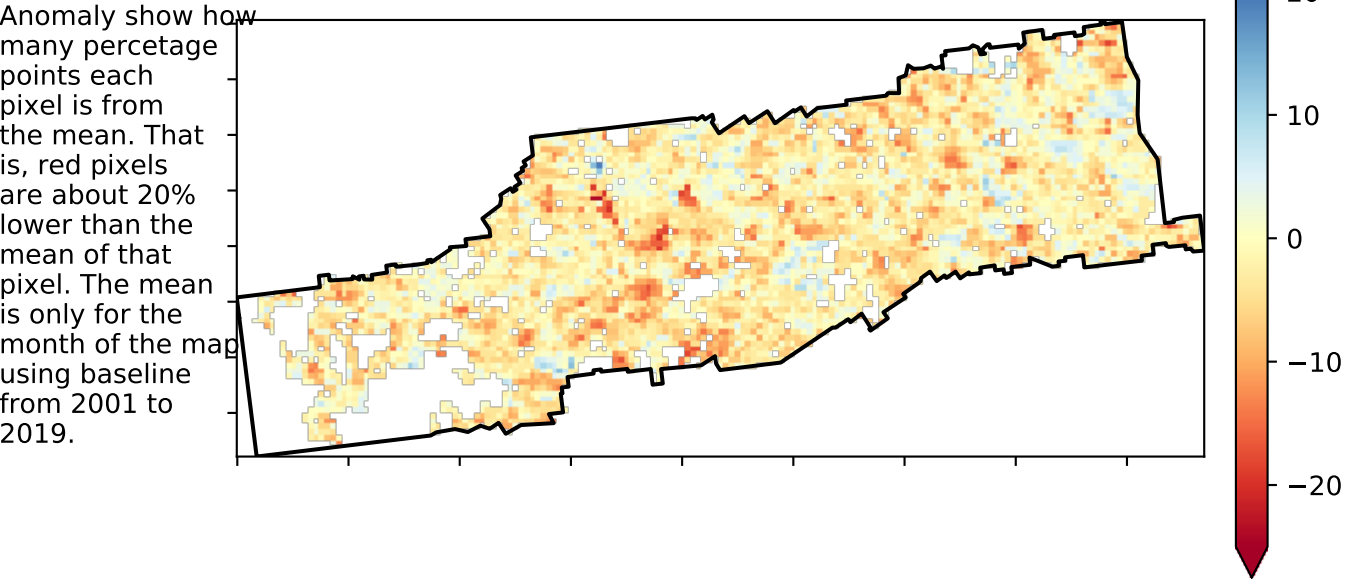 Anomaly show how
many percetage
points each
pixel is from
the mean. That
is, red pixels
are about 20%
lower than the
mean of that
pixel. The mean
is only for the
month of the map
using baseline
from 2001 to
2019.
10
0
−10
−20